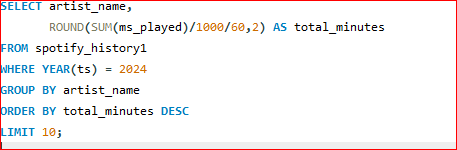 SELECT artist_name,
ROUND(SUM(ms_played)/1000/60,2) AS total_minutes
FROM spotify_history1
WHERE YEAR(ts) = 2024
GROUP BY artist_name
ORDER BY total_minutes DESC
LIMIT 10;